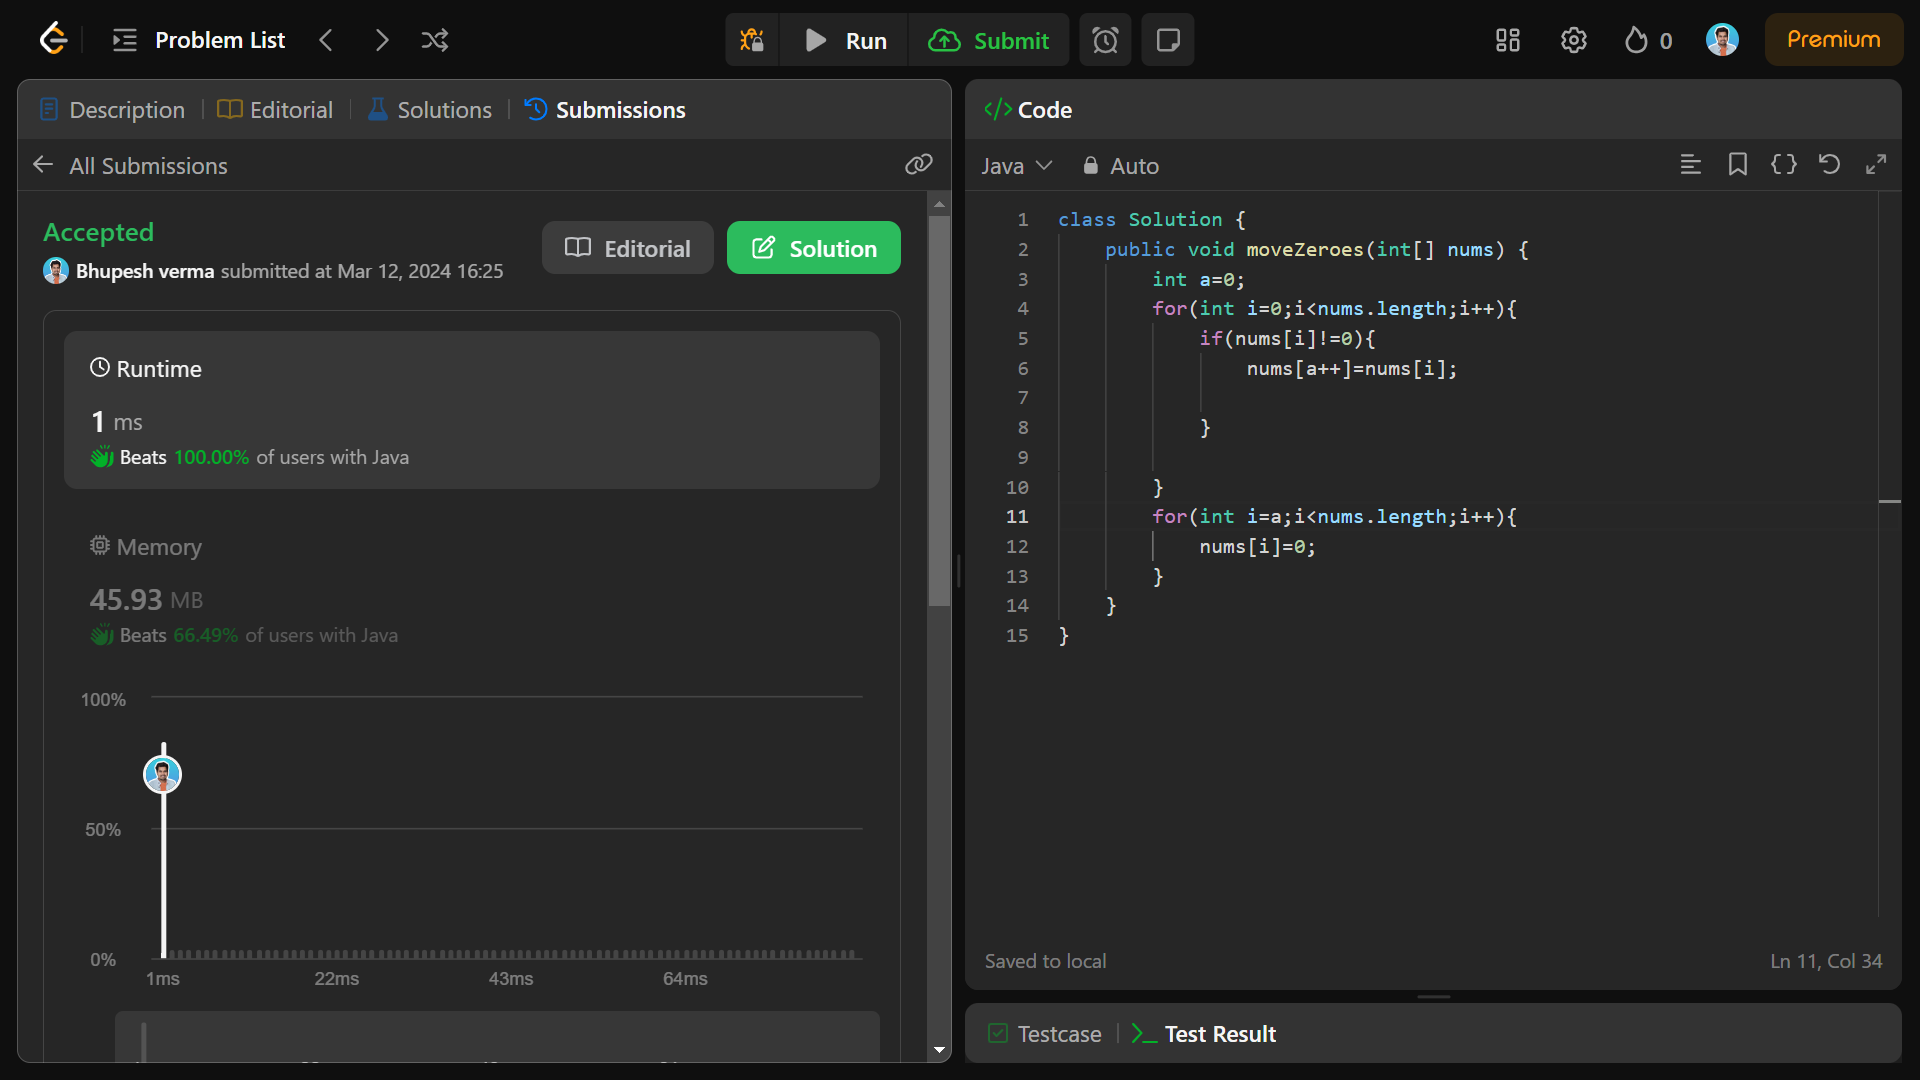 Problem List
Run
Submit
0
Premium
Description
Editorial
Solutions
Submissions
All Submissions
Accepted
Bhupesh verma submitted at Mar 12, 2024 16:25
Editorial
Solution
Runtime
1 ms
Beats 100.00% of users with Java
Memory
45.93 MB
Beats 66.49% of users with Java
100%
50%
0%
1ms 22ms 43ms 64ms
</> Code
Java
Auto
1 class Solution {
2     public void moveZeroes(int[] nums) {
3         int a=0;
4         for(int i=0;i<nums.length;i++){
5             if(nums[i]!=0){
6                 nums[a++]=nums[i];
7
8             }
9
10         }
11         for(int i=a;i<nums.length;i++){
12             nums[i]=0;
13         }
14     }
15 }
Saved to local
Ln 11, Col 34
Testcase
Test Result